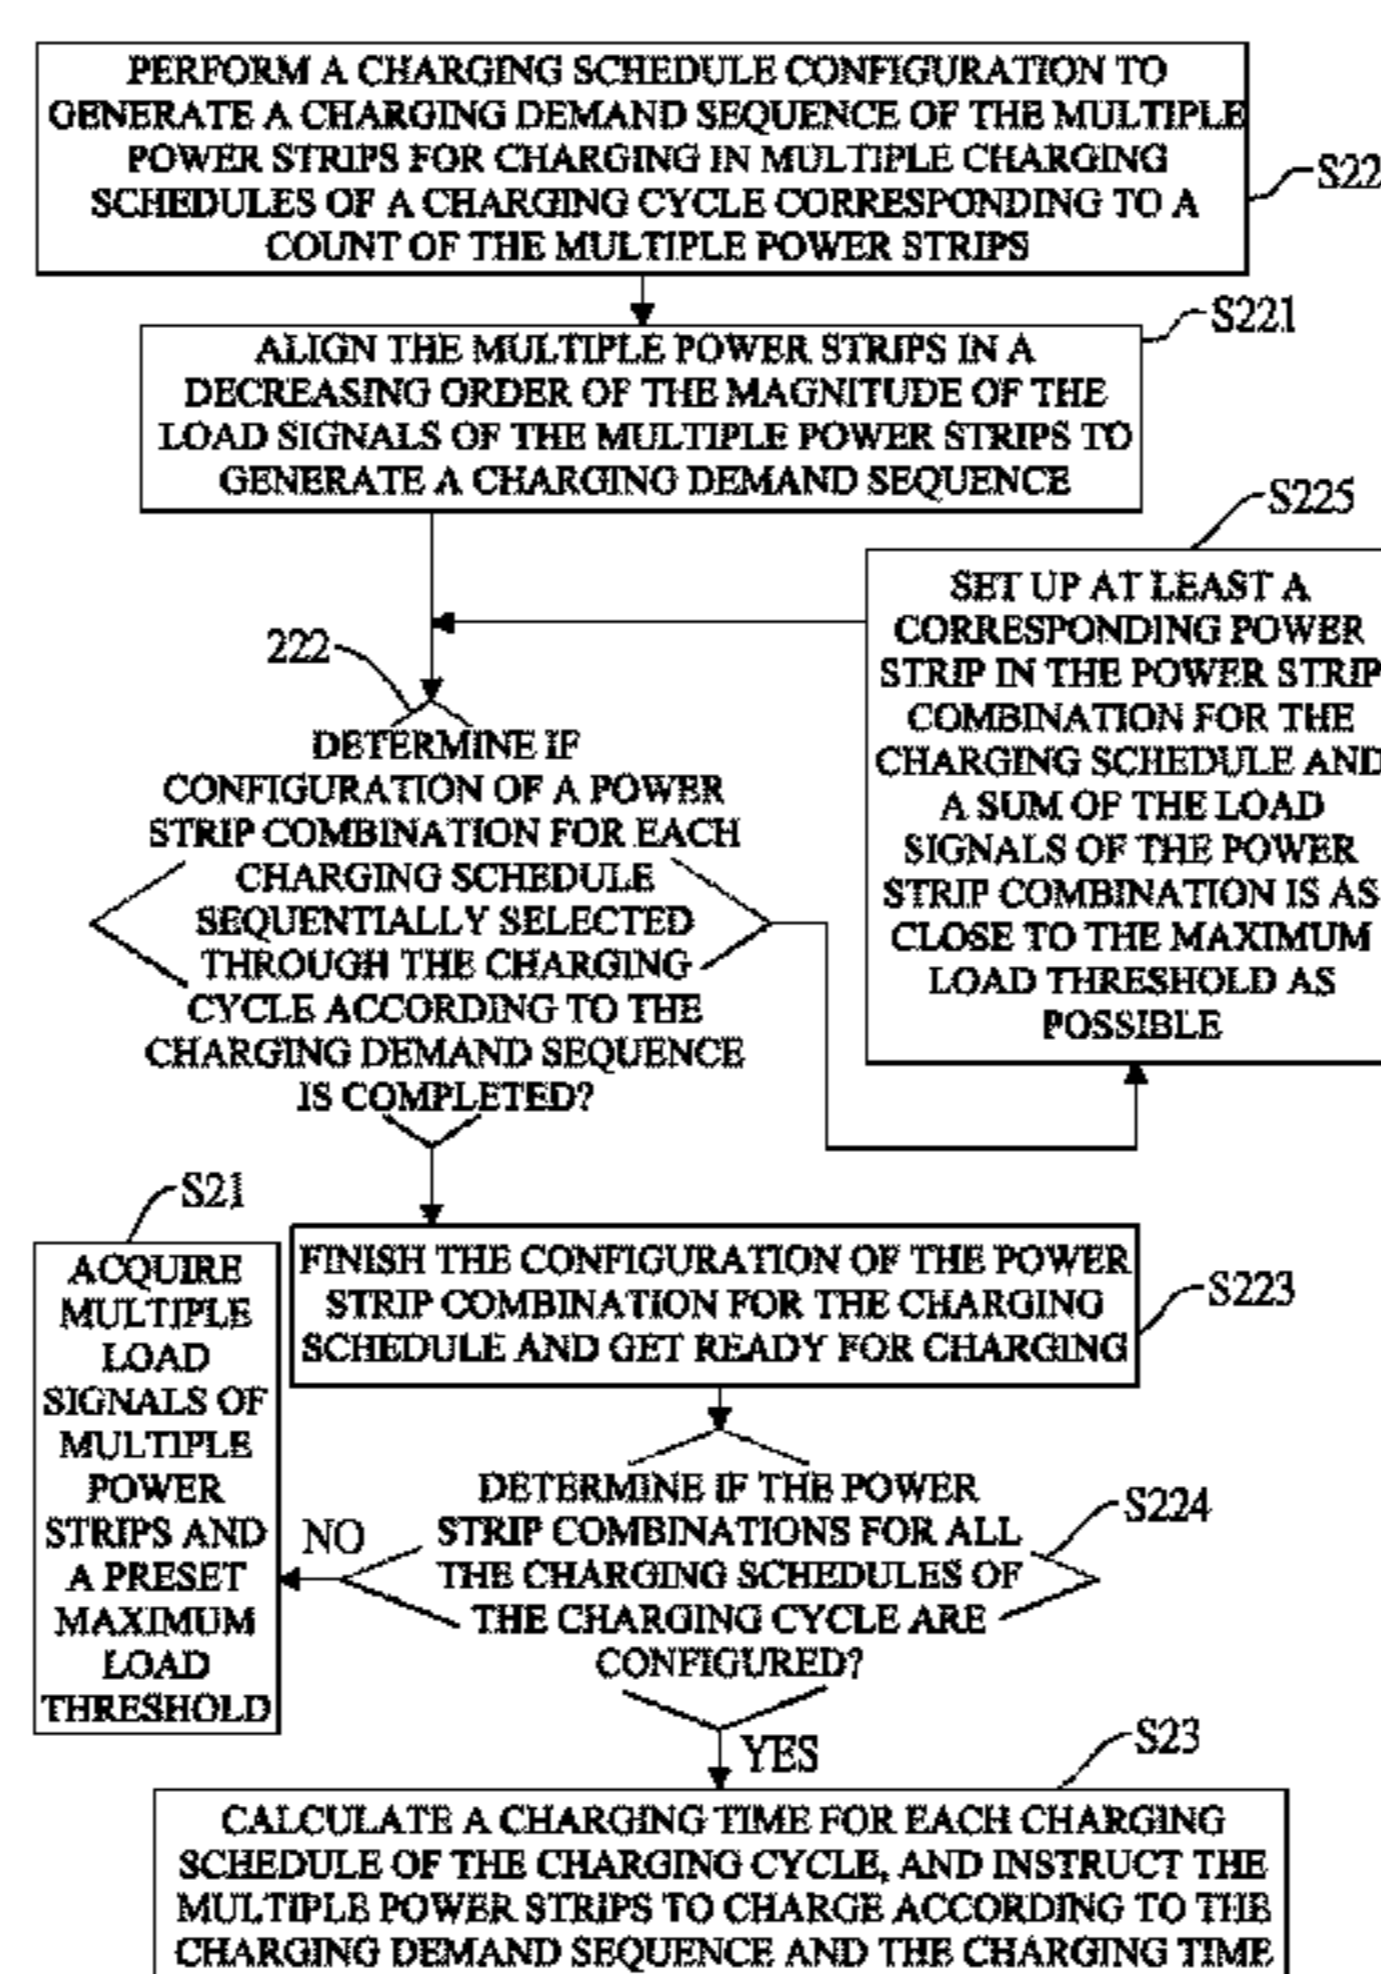 PERFORM A CHARGING SCHEDULE CONFIGURATION TO
GENERATE A CHARGING DEMAND SEQUENCE OF THE MULTIPLE
POWER STRIPS FOR CHARGING IN MULTIPLE CHARGING
SCHEDULES OF A CHARGING CYCLE CORRESPONDING TO A
COUNT OF THE MULTIPLE POWER STRIPS
S22
S221
ALIGN THE MULTIPLE POWER STRIPS IN A
DECREASING ORDER OF THE MAGNITUDE OF THE
LOAD SIGNALS OF THE MULTIPLE POWER STRIPS TO
GENERATE A CHARGING DEMAND SEQUENCE
S225
SET UP AT LEAST A
CORRESPONDING POWER
STRIP IN THE POWER STRIP
COMBINATION FOR THE
CHARGING SCHEDULE AND
A SUM OF THE LOAD
SIGNALS OF THE POWER
STRIP COMBINATION IS AS
CLOSE TO THE MAXIMUM
LOAD THRESHOLD AS
POSSIBLE
222
DETERMINE IF
CONFIGURATION OF A POWER
STRIP COMBINATION FOR EACH
CHARGING SCHEDULE
SEQUENTIALLY SELECTED
THROUGH THE CHARGING
CYCLE ACCORDING TO THE
CHARGING DEMAND SEQUENCE
IS COMPLETED?
S21
ACQUIRE
MULTIPLE
LOAD
SIGNALS OF
MULTIPLE
POWER
STRIPS AND
A PRESET
MAXIMUM
LOAD
THRESHOLD
FINISH THE CONFIGURATION OF THE POWER
STRIP COMBINATION FOR THE CHARGING
SCHEDULE AND GET READY FOR CHARGING
S223
DETERMINE IF THE POWER
STRIP COMBINATIONS FOR ALL
THE CHARGING SCHEDULES OF
THE CHARGING CYCLE ARE
CONFIGURED?
S224
NO
YES
S23
CALCULATE A CHARGING TIME FOR EACH CHARGING
SCHEDULE OF THE CHARGING CYCLE, AND INSTRUCT THE
MULTIPLE POWER STRIPS TO CHARGE ACCORDING TO THE
CHARGING DEMAND SEQUENCE AND THE CHARGING TIME